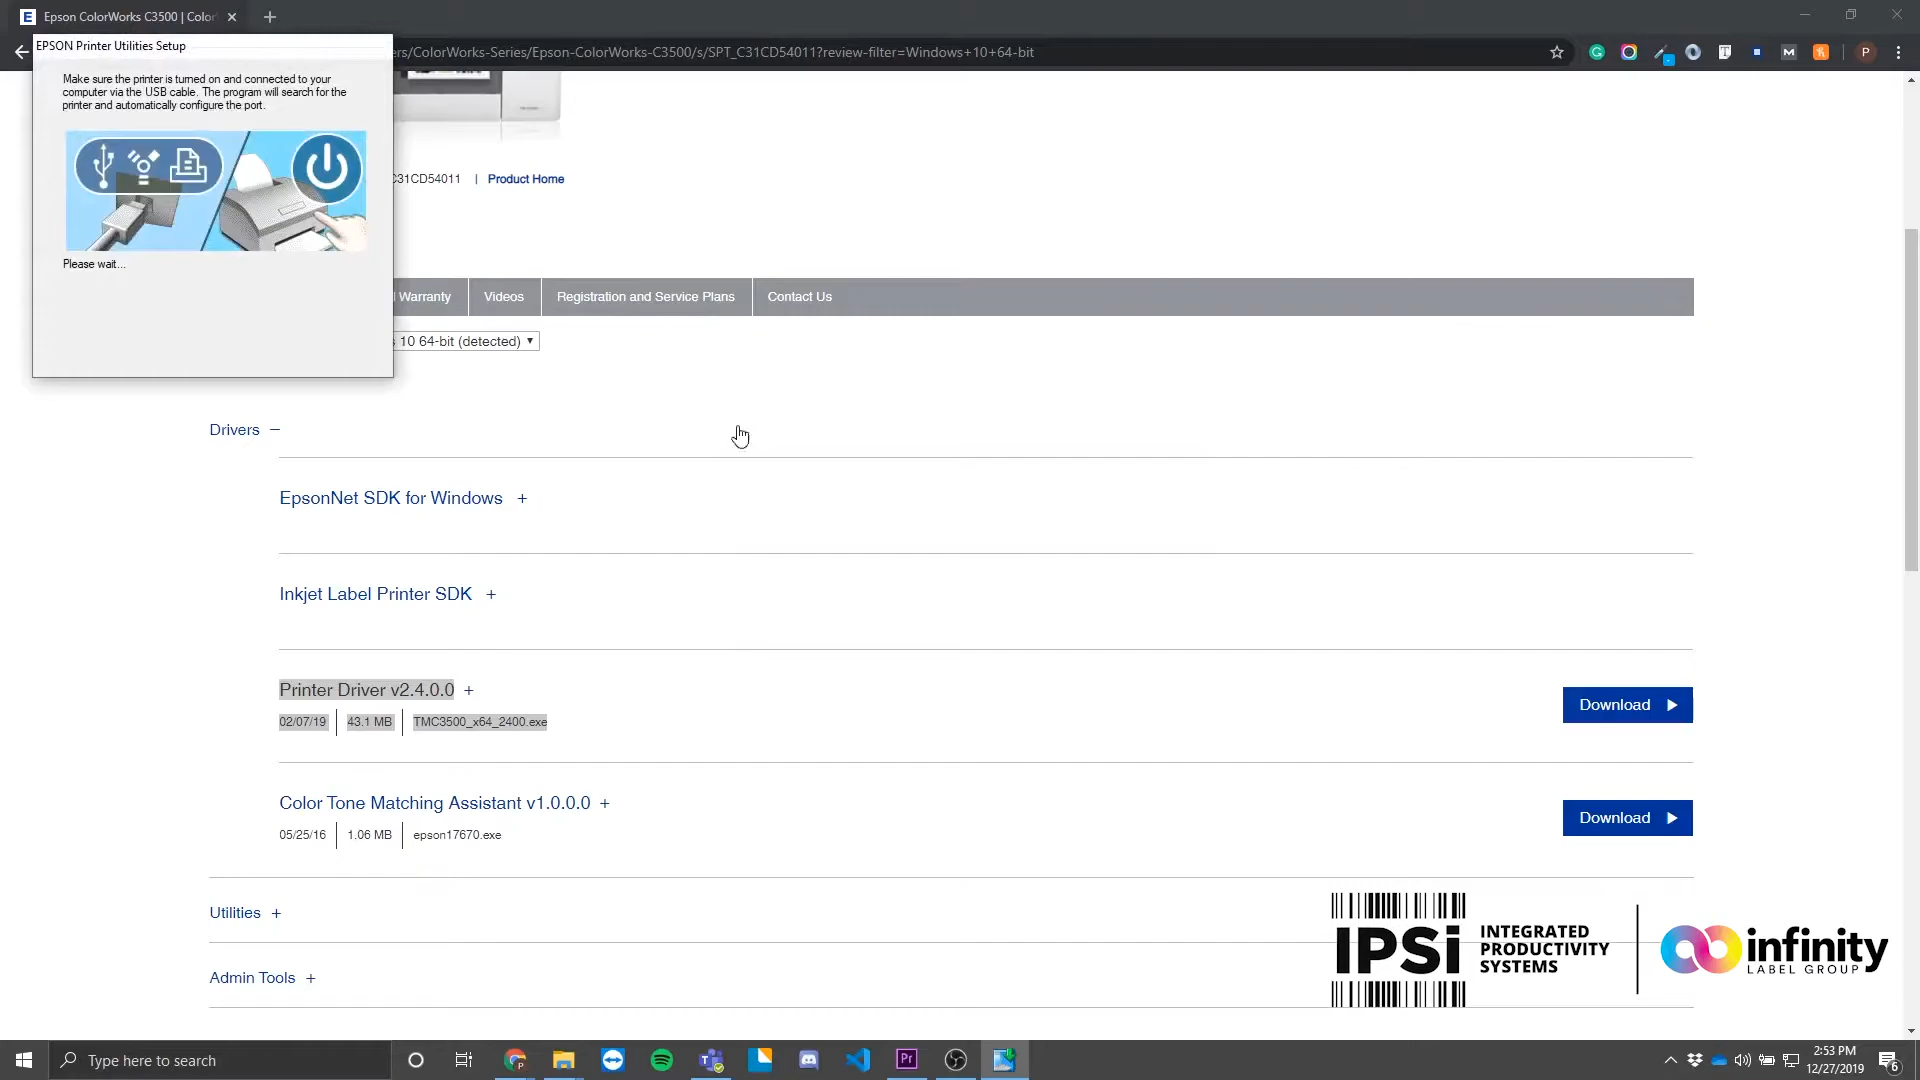 Epson ColorWorks C3500 | Color
EPSON Printer Utilities Setup
ers/ColorWorks-Series/Epson-ColorWorks-C3500/s/SPT_C31CD54011?review-filter=Windows+10+64-bit
Make sure the printer is turned on and connected to your
computer via the USB cable. The program will search for the
printer and automatically configure the port.
Please wait...
C31CD54011 | Product Home
Warranty
Videos
Registration and Service Plans
Contact Us
s 10 64-bit (detected)
Drivers −
EpsonNet SDK for Windows +
Inkjet Label Printer SDK +
Printer Driver v2.4.0.0 +
02/07/19 43.1 MB TMC3500_x64_2400.exe
Download
Color Tone Matching Assistant v1.0.0.0 +
05/25/16 1.06 MB epson17670.exe
Download
Utilities +
Admin Tools +
IPSi
INTEGRATED
PRODUCTIVITY
SYSTEMS
infinity
LABEL GROUP
Type here to search
2:53 PM
12/27/2019
6